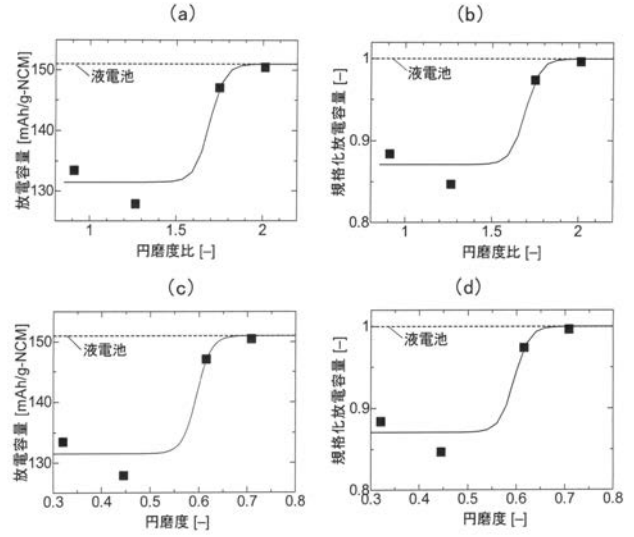 (a)
放電容量 [mAh/g-NCM]
150
140
130
液電池
1
1.5
2
円磨度比 [−]
(b)
規格化放電容量 [−]
1
0.9
0.8
液電池
1
1.5
2
円磨度比 [−]
(c)
放電容量 [mAh/g-NCM]
150
140
130
液電池
0.3
0.4
0.5
0.6
0.7
0.8
円磨度 [−]
(d)
規格化放電容量 [−]
1
0.9
0.8
液電池
0.3
0.4
0.5
0.6
0.7
0.8
円磨度 [−]